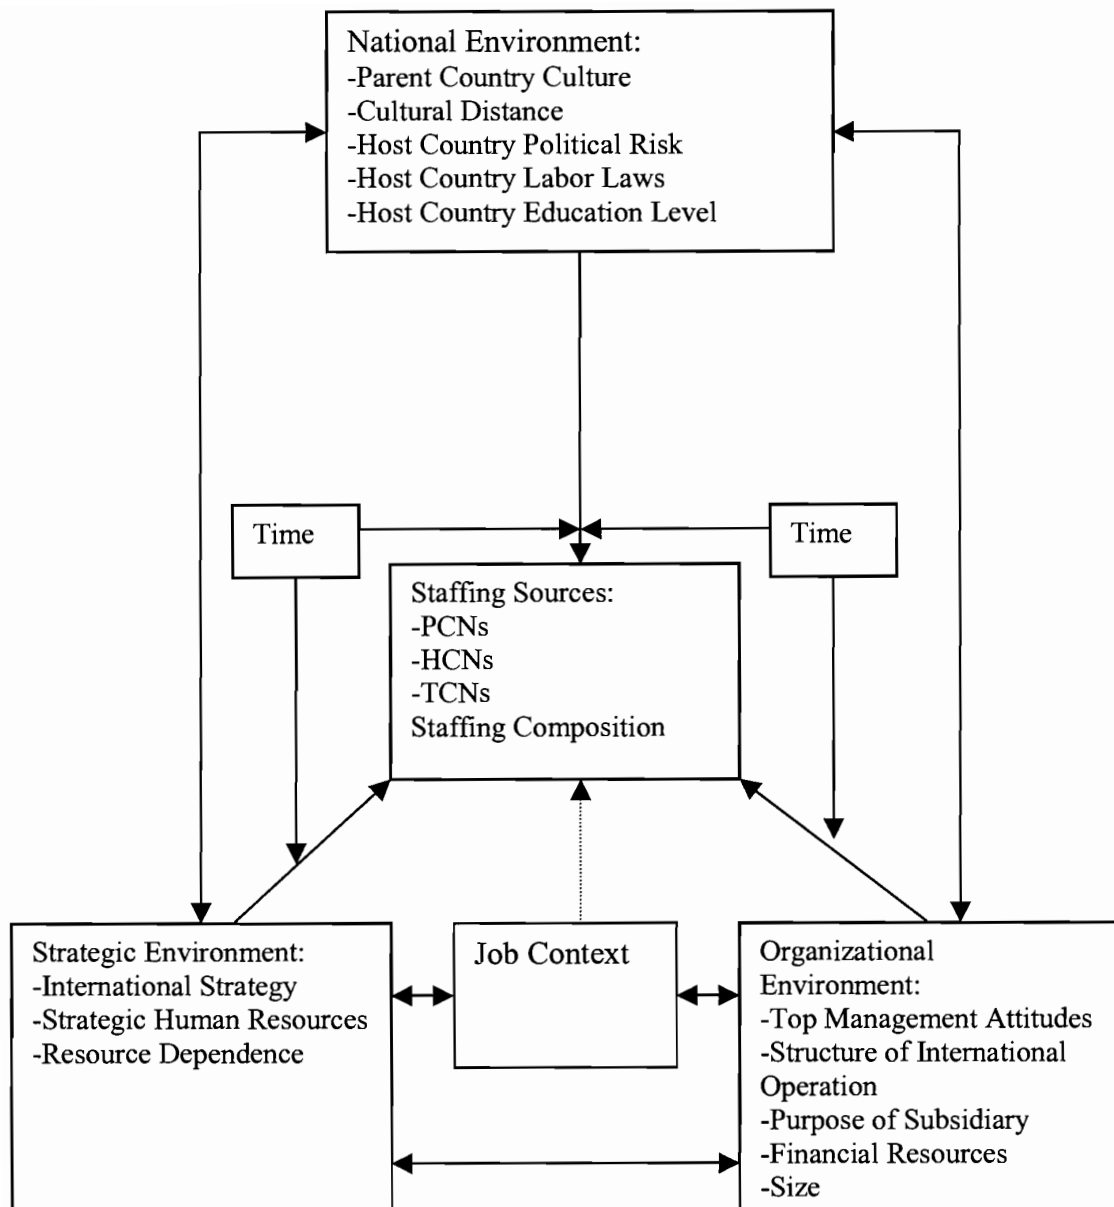 National Environment:
-Parent Country Culture
-Cultural Distance
-Host Country Political Risk
-Host Country Labor Laws
-Host Country Education Level
Time
Time
Staffing Sources:
-PCNs
-HCNs
-TCNs
Staffing Composition
Strategic Environment:
-International Strategy
-Strategic Human Resources
-Resource Dependence
Job Context
Organizational
Environment:
-Top Management Attitudes
-Structure of International
Operation
-Purpose of Subsidiary
-Financial Resources
-Size